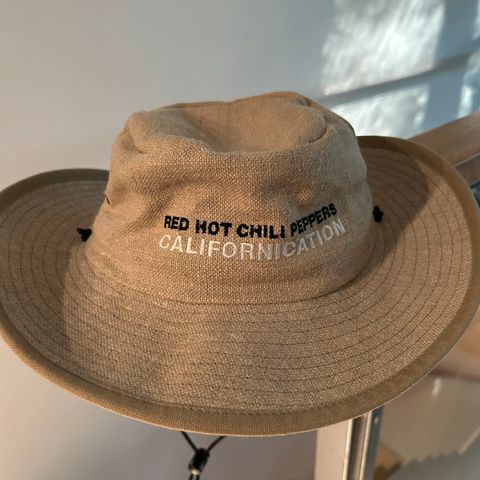 RED HOT CHILI PEPPERS
CALIFORNICATION